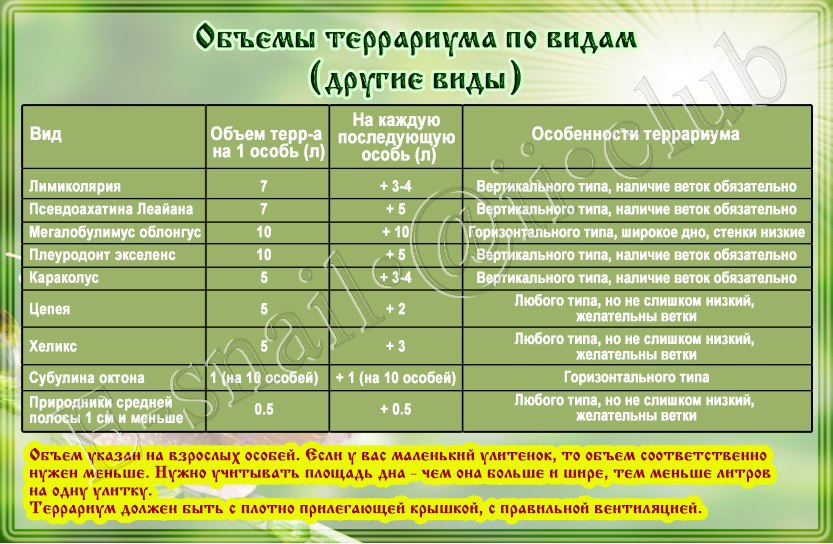 Объемы террариума по видам
(другие виды)
Вид
Объем терр-а
на 1 особь (л)
На каждую
последующую
особь (л)
Особенности террариума
Лимиколярия 7 + 3-4 Вертикального типа, наличие веток обязательно
Псевдоахатина Леайана 7 + 5 Вертикального типа, наличие веток обязательно
Мегалобулимус облонгус 10 + 10 Горизонтального типа, широкое дно, стенки низкие
Плеуродонт экселенс 10 + 5 Вертикального типа, наличие веток обязательно
Караколус 5 + 3-4 Вертикального типа, наличие веток обязательно
Цепея 5 + 2 Любого типа, но не слишком низкий,
желательны ветки
Хеликс 5 + 3 Любого типа, но не слишком низкий,
желательны ветки
Субулина октона 1 (на 10 особей) + 1 (на 10 особей) Горизонтального типа
Природники средней
полосы 1 см и меньше
0.5 + 0.5 Любого типа, но не слишком низкий,
желательны ветки
Объем указан на взрослых особей. Если у вас маленький улитенок, то объем соответственно
нужен меньше. Нужно учитывать площадь дна - чем она больше и шире, тем меньше литров
на одну улитку.
Террариум должен быть с плотно прилегающей крышкой, с правильной вентиляцией.